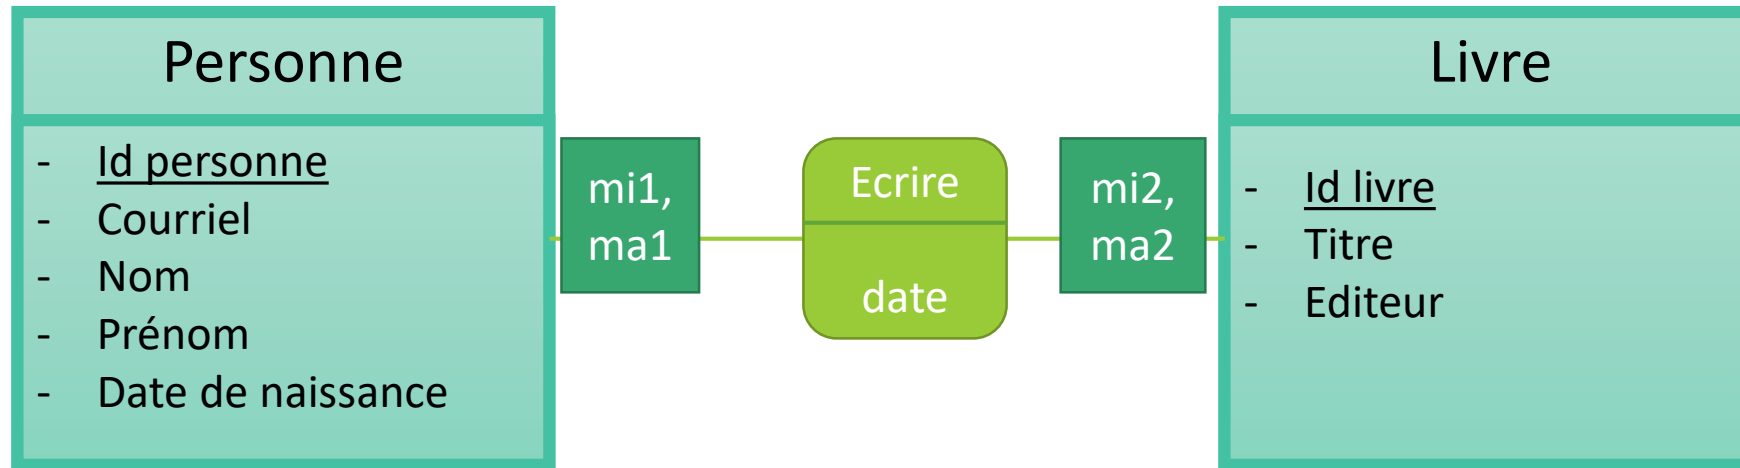 Personne
- Id personne
- Courriel
- Nom
- Prénom
- Date de naissance
mi1,
ma1
Ecrire
date
mi2,
ma2
Livre
- Id livre
- Titre
- Editeur